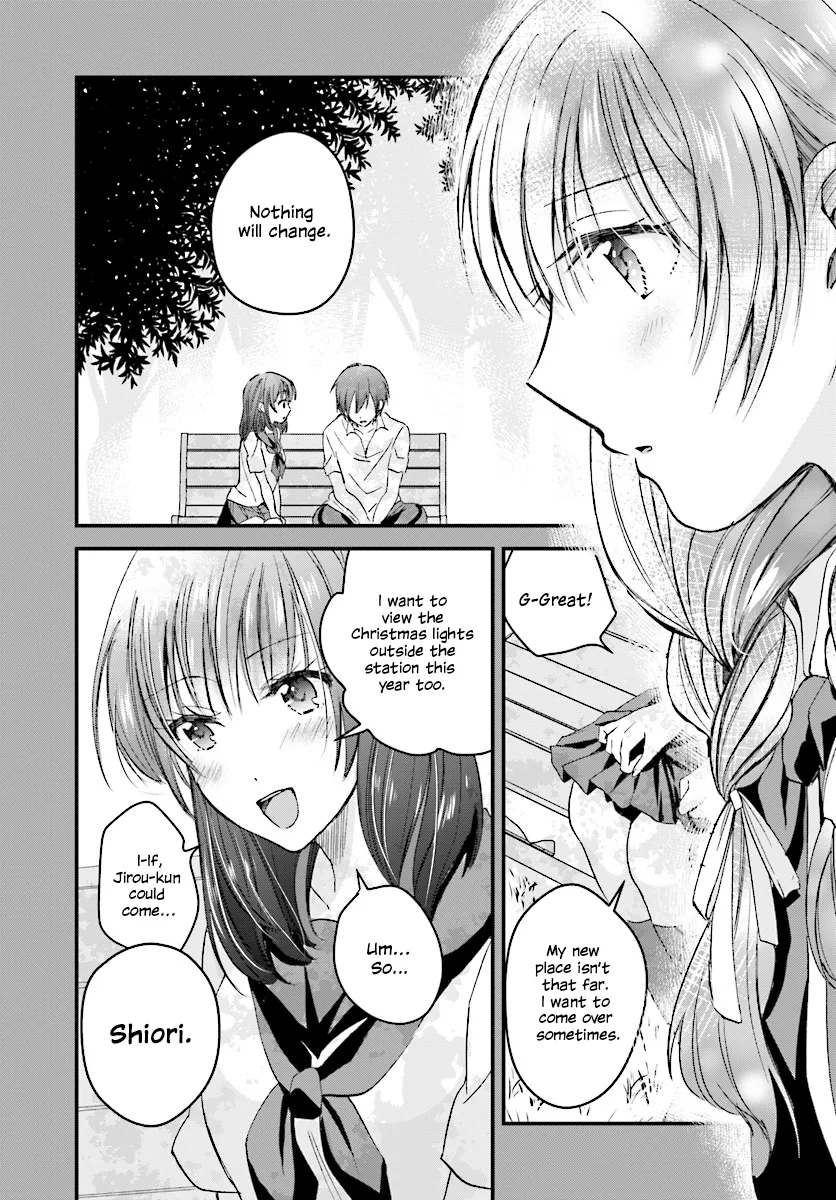 Nothing
will change.
G-Great!
My new
place isn't
that far.
I want to
come over
sometimes.
I want to
view the
Christmas lights
outside the
station this
year too.
Um...
So...
I-If,
Jirou-kun
could
come...
Shiori.